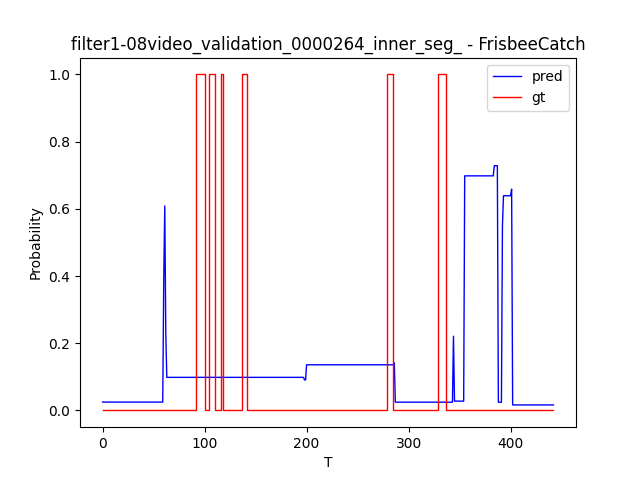 filter1-08video_validation_0000264_inner_seg_ - FrisbeeCatch
pred
gt
1.0
0.8
0.6
0.4
0.2
0.0
Probability
0
100
200
300
400
T